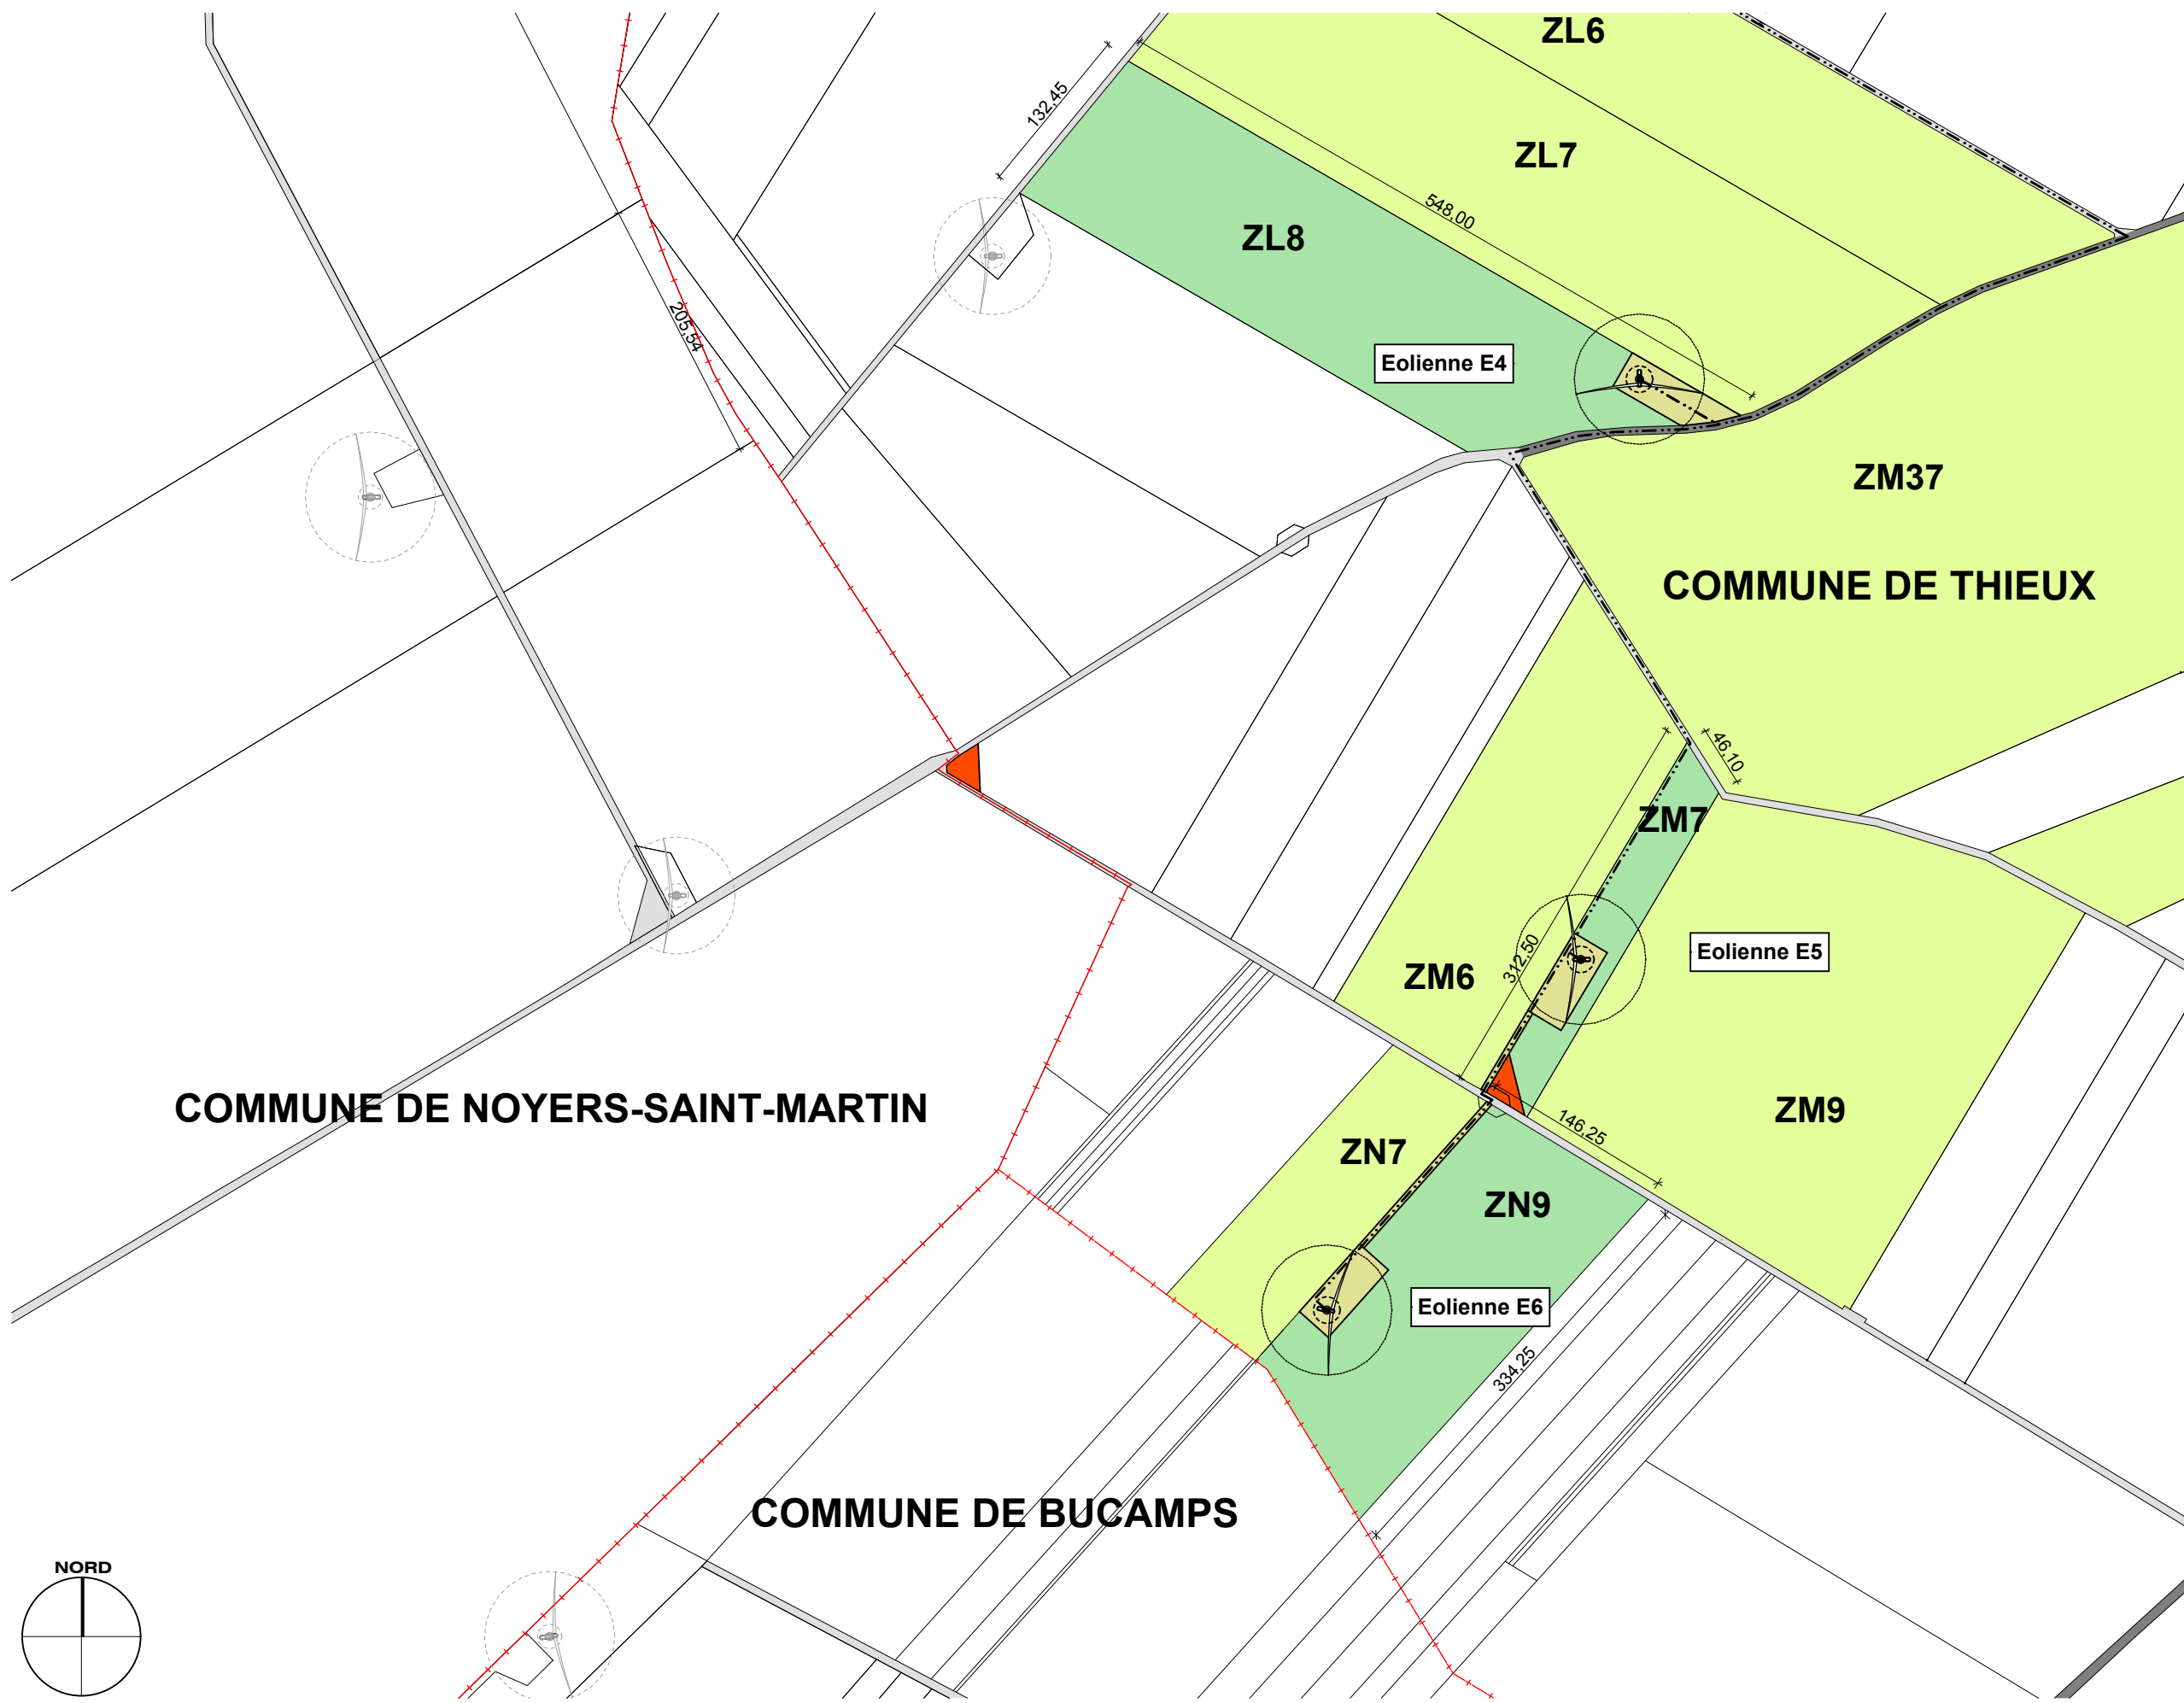 ZL6
132,45
ZL7
548,00
ZL8
205,54
Eolienne E4
ZM37
COMMUNE DE THIEUX
46,10
ZM7
312,50
Eolienne E5
ZM6
COMMUNE DE NOYERS-SAINT-MARTIN
146,25
ZM9
ZN7
ZN9
Eolienne E6
334,25
COMMUNE DE BUCAMPS
NORD